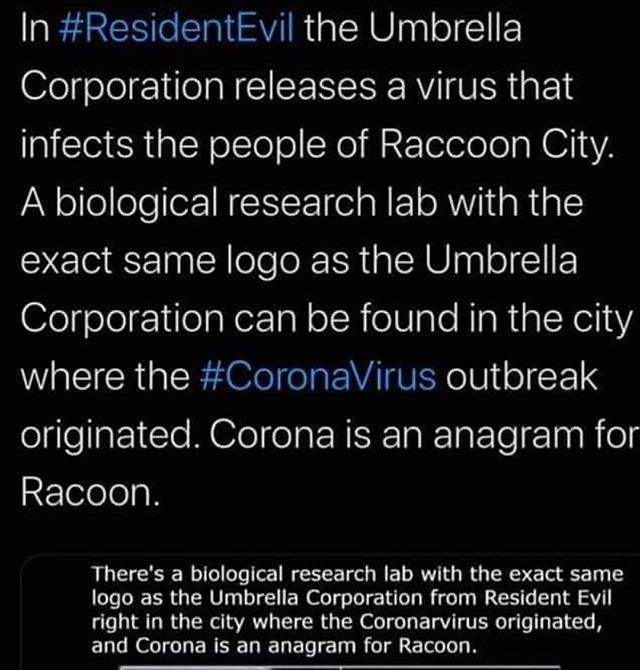 In #ResidentEvil the Umbrella
Corporation releases a virus that
infects the people of Raccoon City.
A biological research lab with the
exact same logo as the Umbrella
Corporation can be found in the city
where the #CoronaVirus outbreak
originated. Corona is an anagram for
Racoon.
There's a biological research lab with the exact same
logo as the Umbrella Corporation from Resident Evil
right in the city where the Coronarvirus originated,
and Corona is an anagram for Racoon.